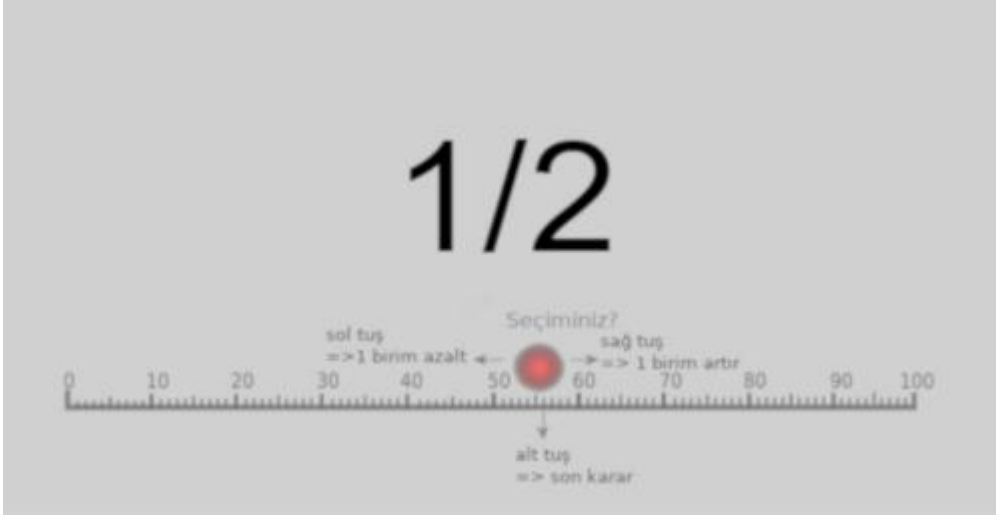 1/2
Seçiminiz?
sol tuş
=>1 birim azalt
sağ tuş
=> 1 birim artır
0 10 20 30 40 50 60 70 80 90 100
alt tuş
=> son karar